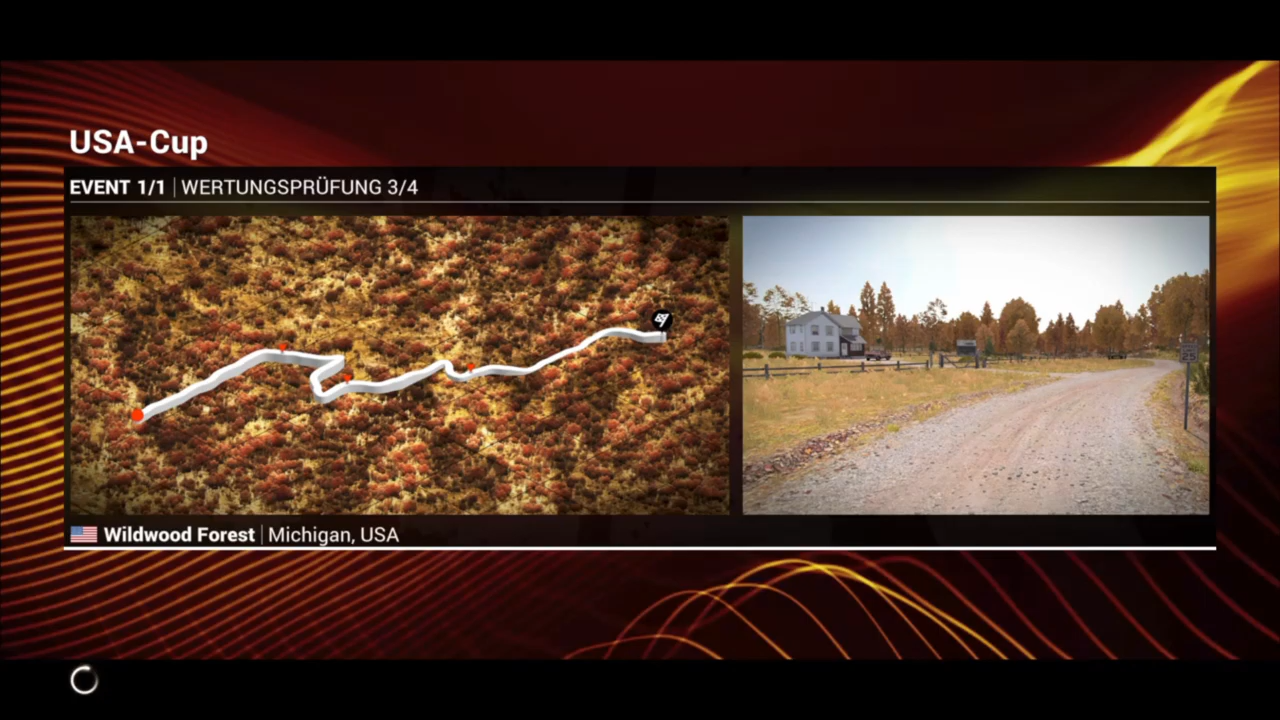 USA-Cup
EVENT 1/1 | WERTUNGSPRÜFUNG 3/4
Wildwood Forest | Michigan, USA